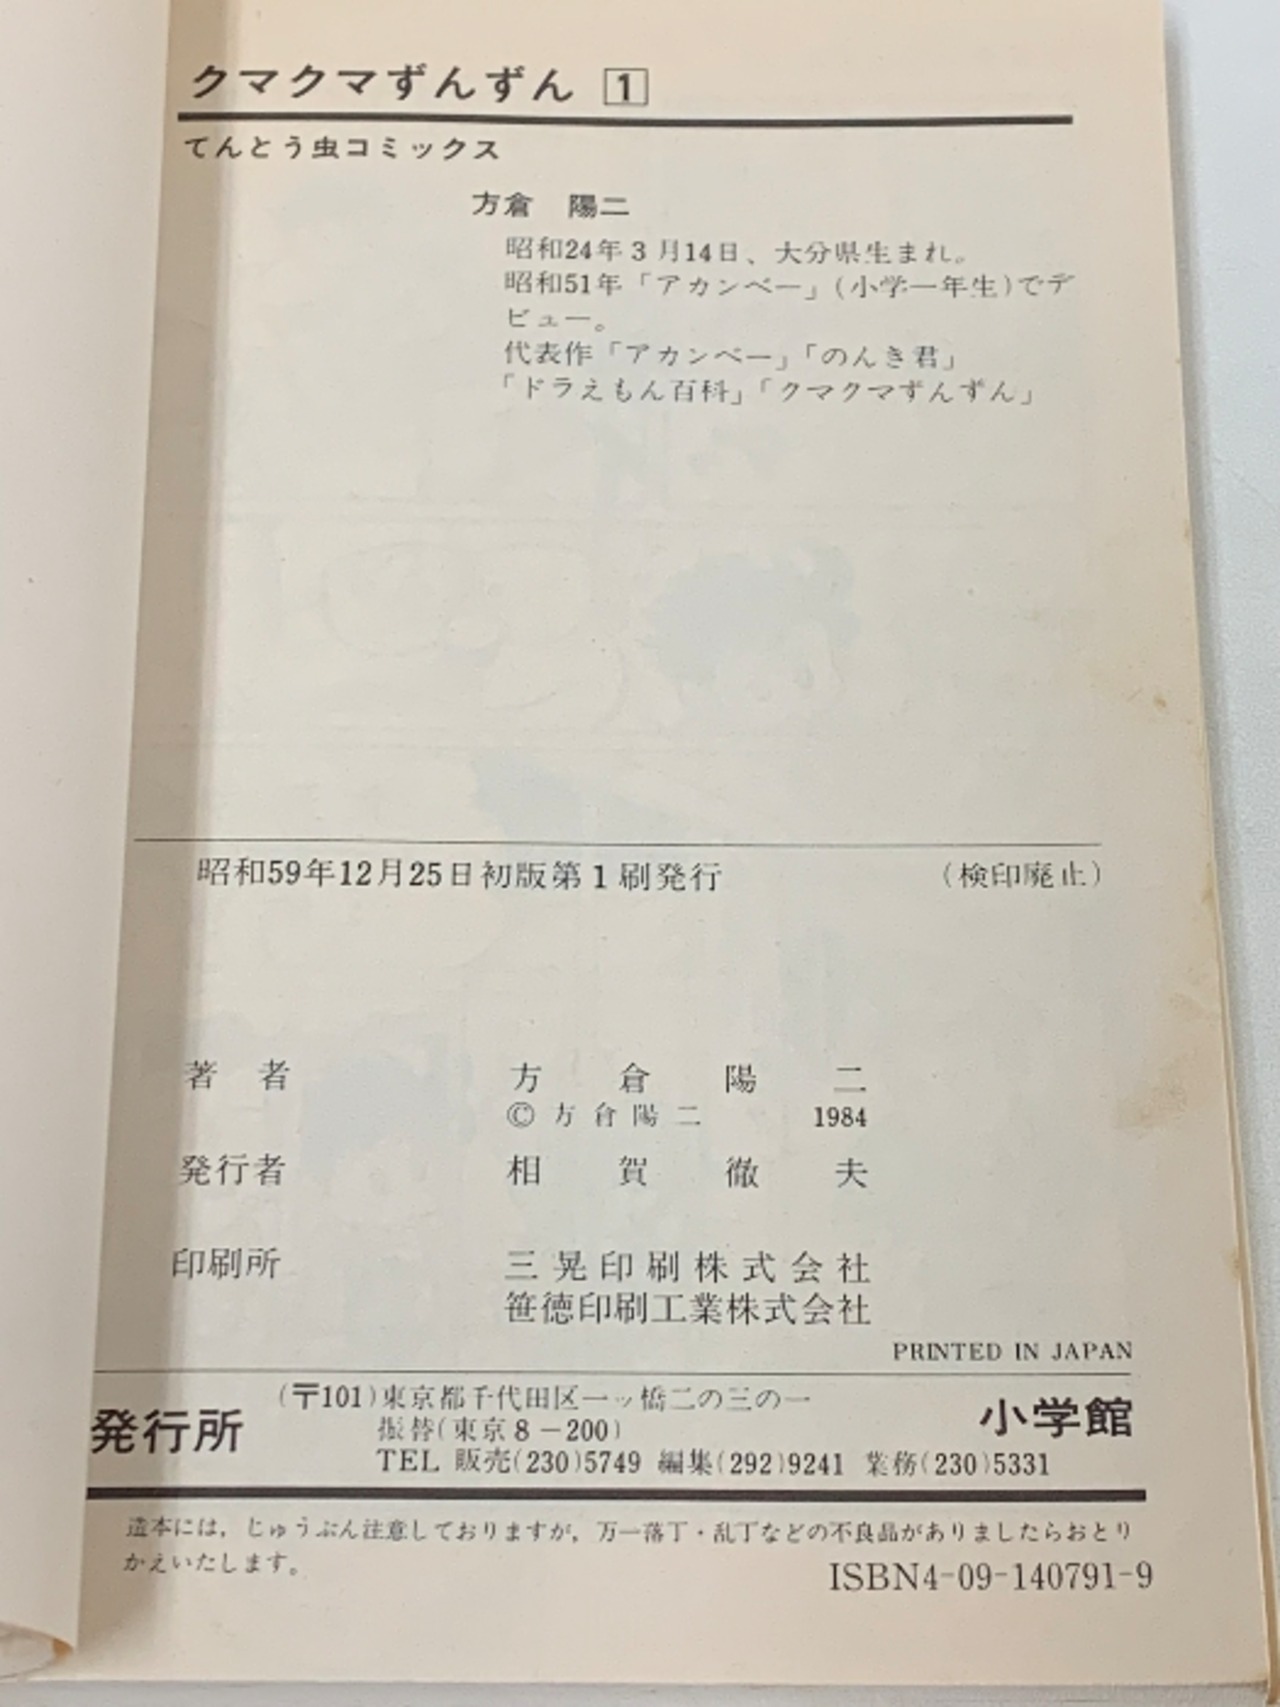 クマクマずんずん 1
てんとう虫コミックス
方倉 陽二
昭和24年3月14日、大分県生まれ。
昭和51年「アカンベー」(小学一年生)でデ
ビュー。
代表作「アカンベー」「のんき君」
「ドラえもん百科」「クマクマずんずん」
昭和59年12月25日初版第1刷発行 (検印廃止)
著者 方倉陽二
© 方倉陽二 1984
発行者 相賀徹夫
印刷所 三晃印刷株式会社
笹徳印刷工業株式会社
PRINTED IN JAPAN
(〒101)東京都千代田区一ッ橋二の三の一
発行所 振替(東京8-200) 小学館
TEL 販売(230)5749 編集(292)9241 業務(230)5331
造本には,じゅうぶん注意しておりますが,万一落丁・乱丁などの不良品がありましたらおとり
かえいたします。
ISBN4-09-140791-9